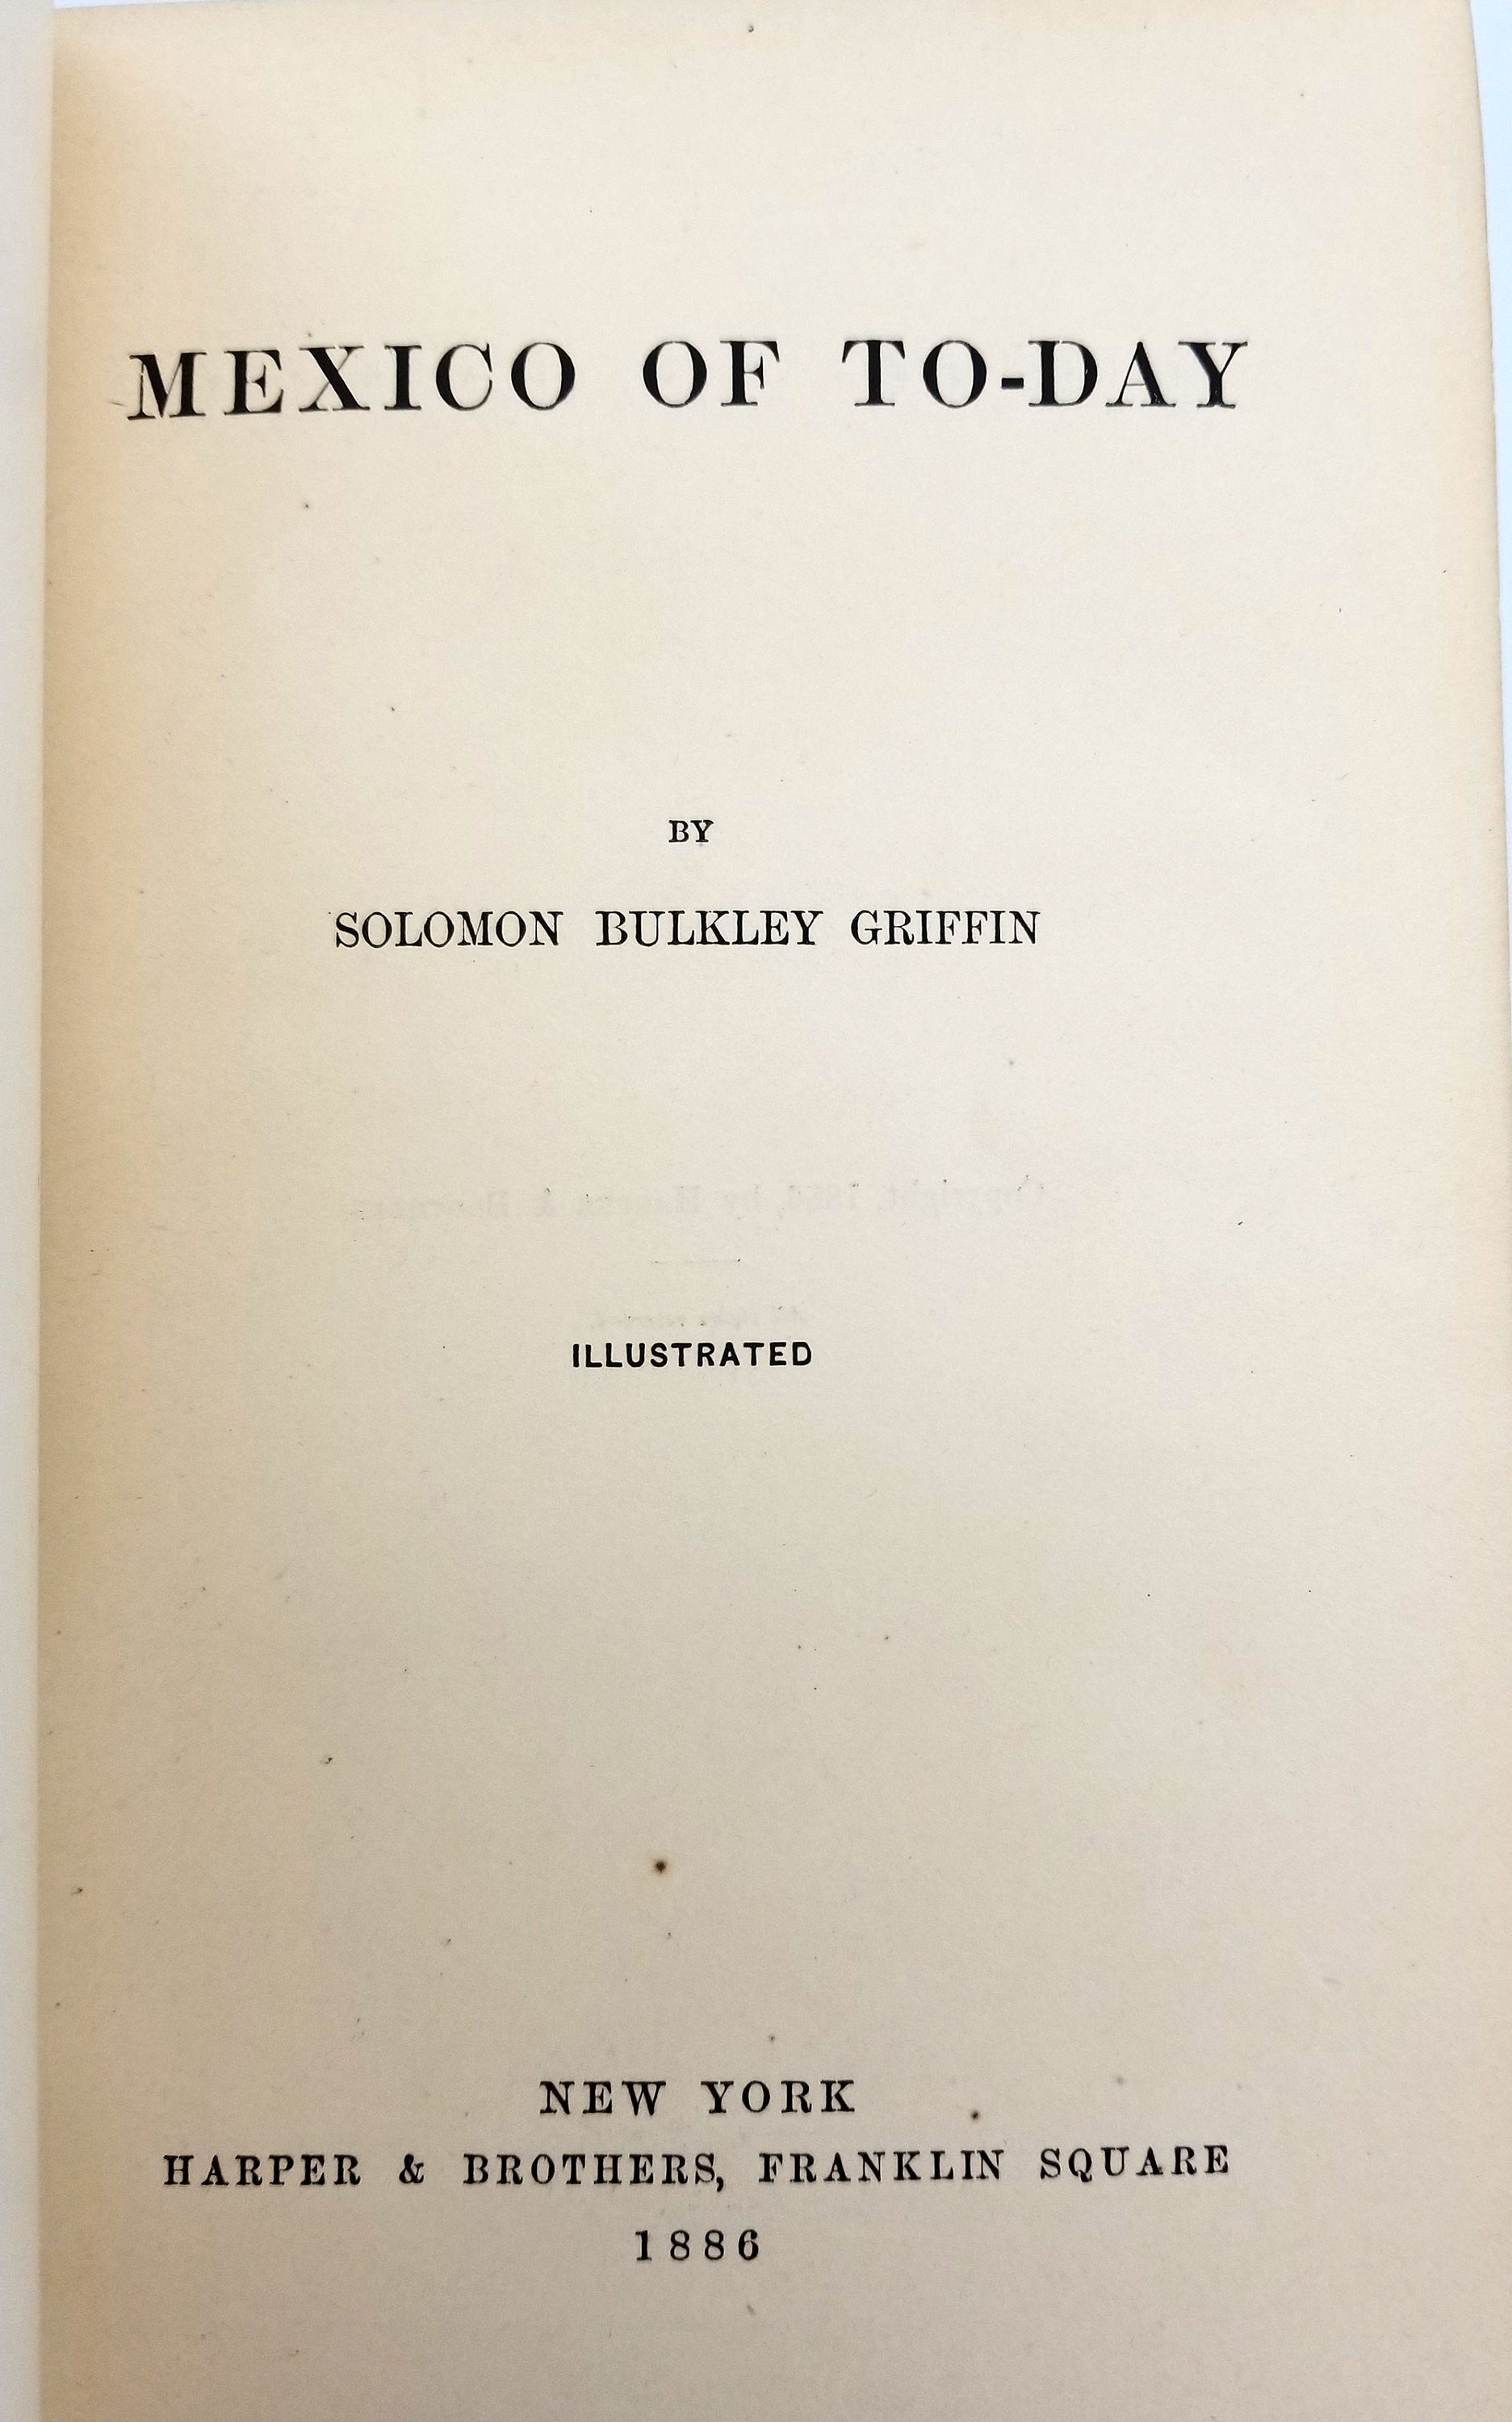 MEXICO OF TO-DAY
BY
SOLOMON BULKLEY GRIFFIN
ILLUSTRATED
NEW YORK
HARPER & BROTHERS, FRANKLIN SQUARE
1886